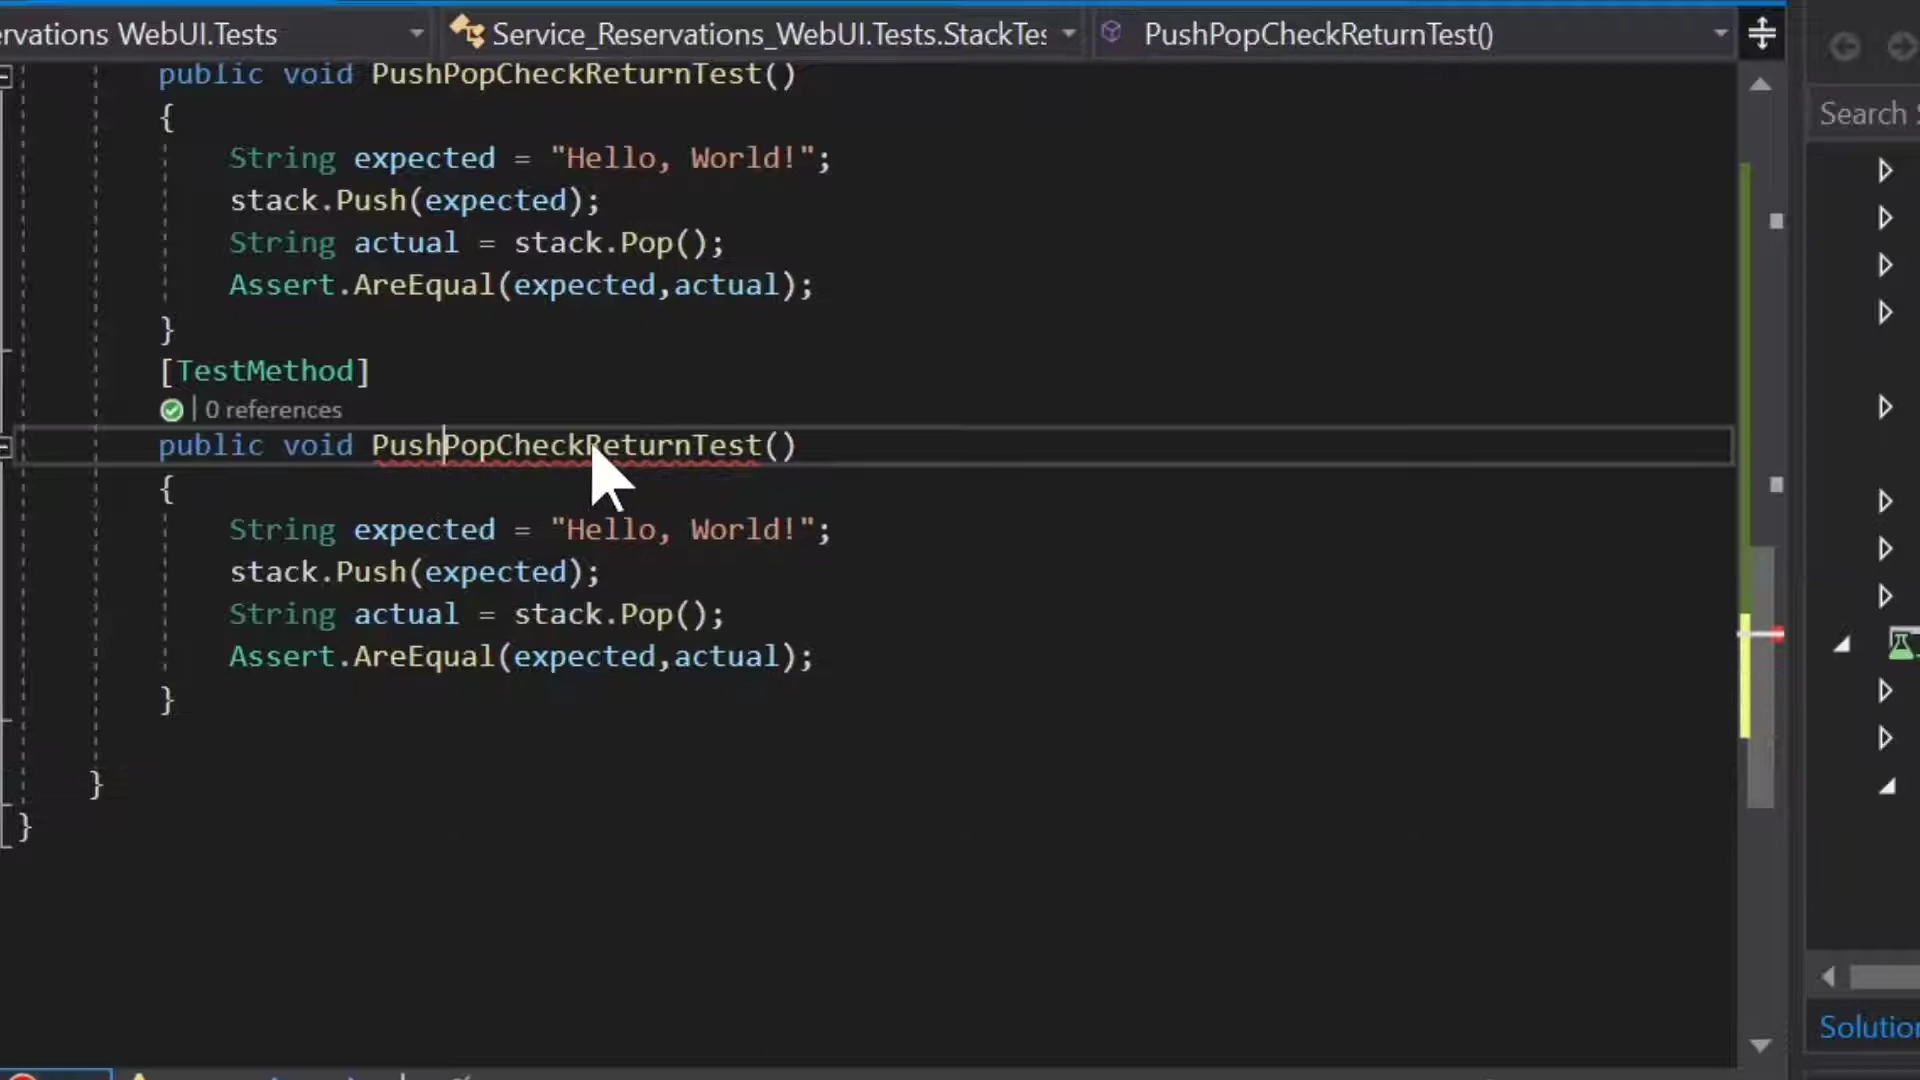 rvations WebUI.Tests
Service_Reservations_WebUI.Tests.StackTes
PushPopCheckReturnTest()
public void PushPopCheckReturnTest()
{
String expected = "Hello, World!";
stack.Push(expected);
String actual = stack.Pop();
Assert.AreEqual(expected,actual);
}
[TestMethod]
0 references
public void PushPopCheckReturnTest()
{
String expected = "Hello, World!";
stack.Push(expected);
String actual = stack.Pop();
Assert.AreEqual(expected,actual);
}
}
}
Search
Solution